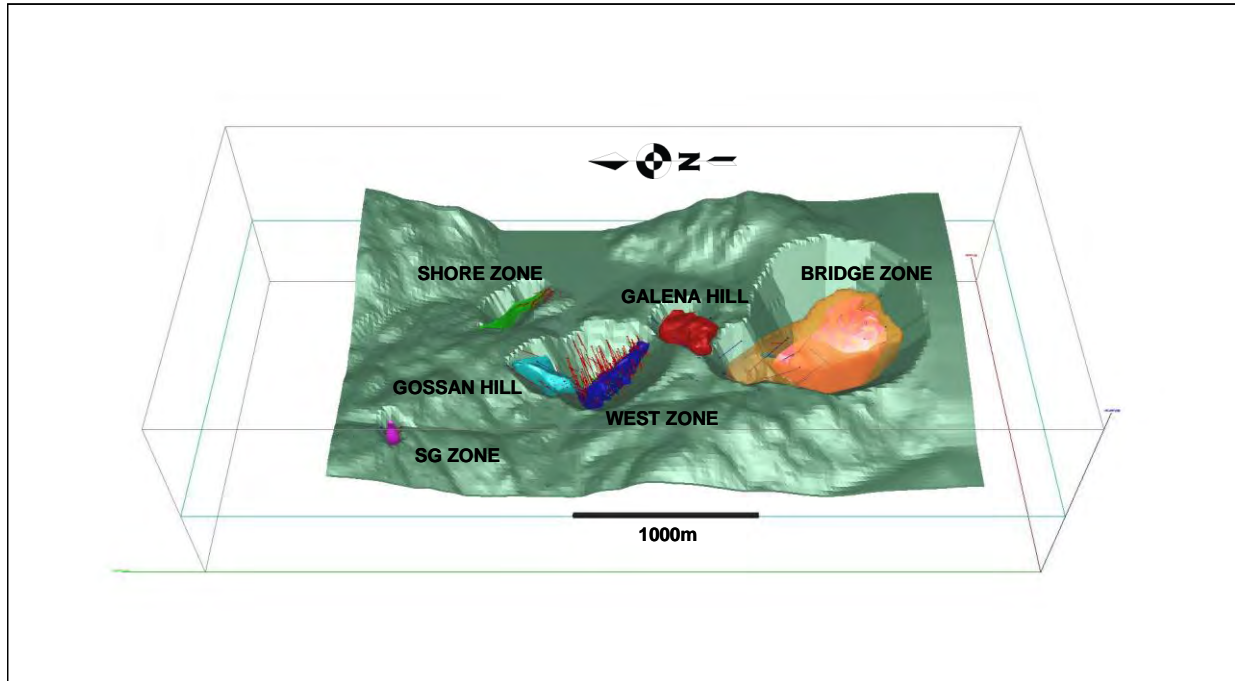 N
SHORE ZONE
BRIDGE ZONE
GALENA HILL
GOSSAN HILL
WEST ZONE
SG ZONE
1000m